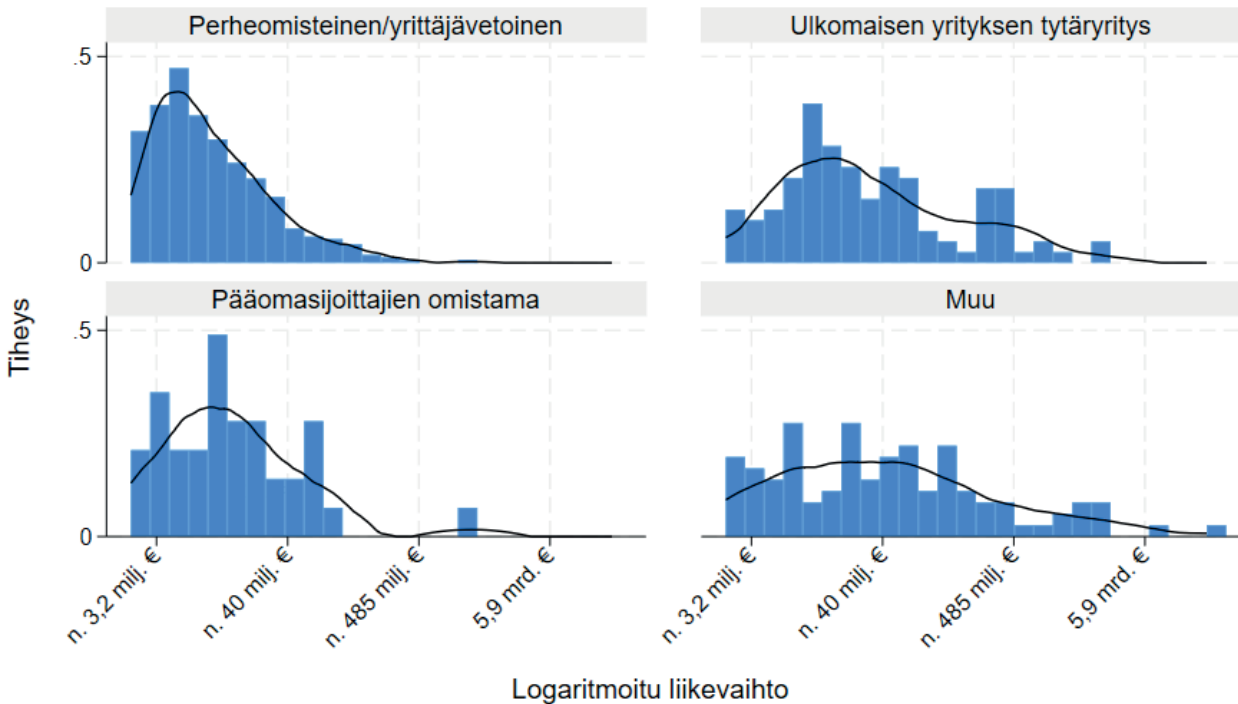 Perheomisteinen/yrittäjävetoinen
Ulkomaisen yrityksen tytäryritys
.5
0
Pääomasijoittajien omistama
Muu
.5
0
Tiheys
n. 3,2 milj. €
n. 40 milj. €
n. 485 milj. €
5,9 mrd. €
n. 3,2 milj. €
n. 40 milj. €
n. 485 milj. €
5,9 mrd. €
Logaritmoitu liikevaihto